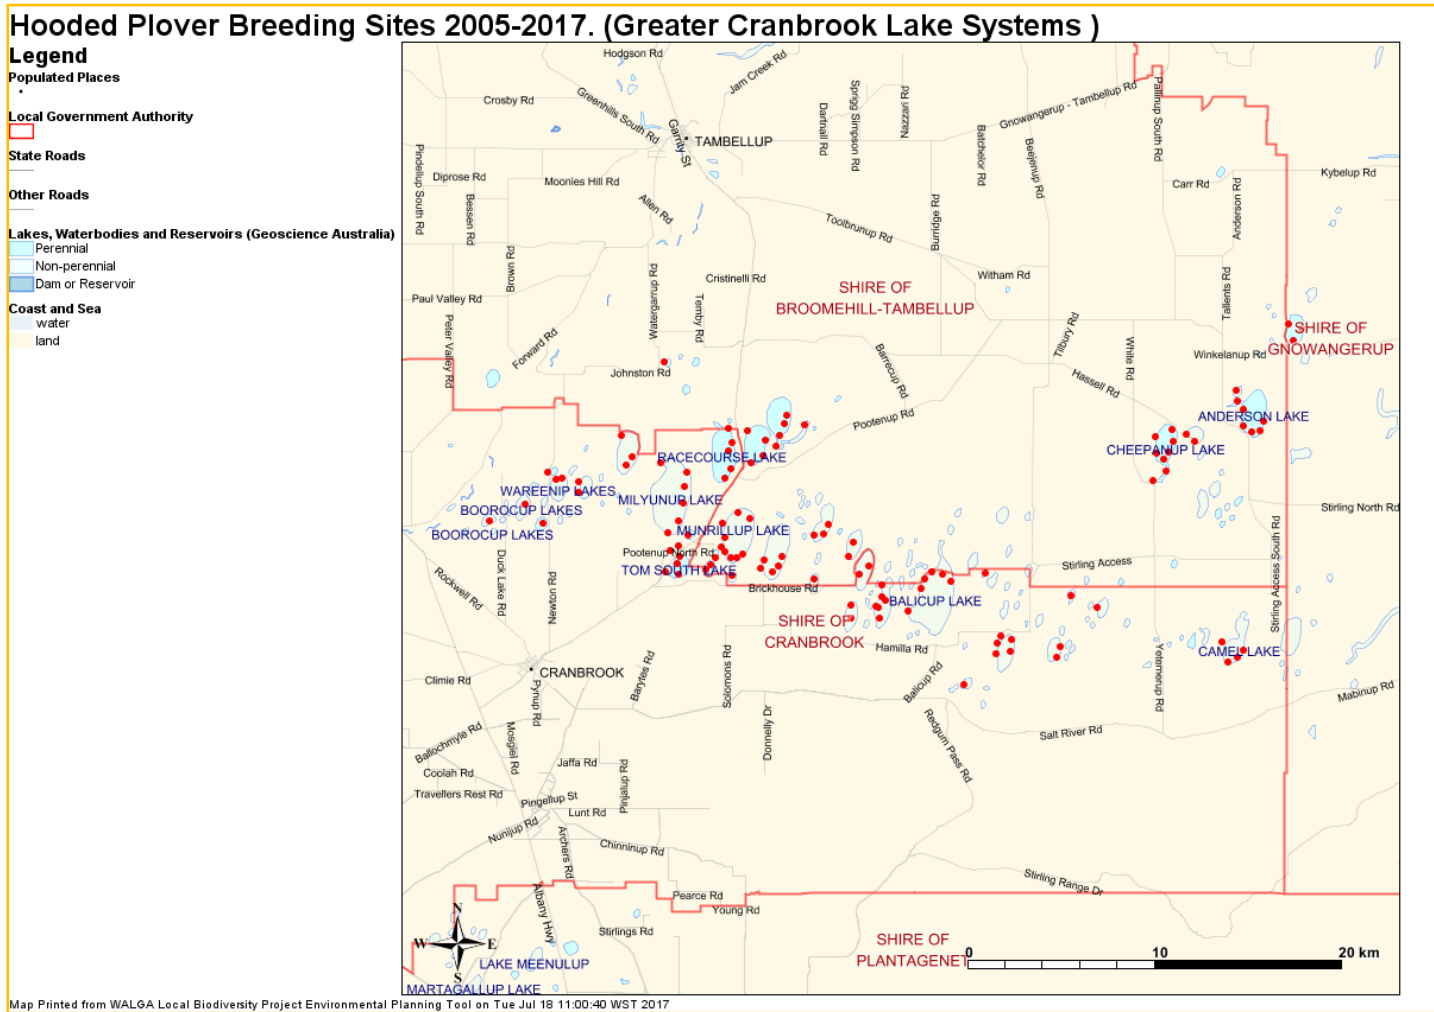 Hooded Plover Breeding Sites 2005-2017. (Greater Cranbrook Lake Systems )
Legend
Populated Places
Local Government Authority
State Roads
Other Roads
Lakes, Waterbodies and Reservoirs (Geoscience Australia)
Perennial
Non-perennial
Dam or Reservoir
Coast and Sea
water
land
Hodgson Rd
Jam Creek Rd
Crosby Rd
Greenhills South Rd
Garrity St
TAMBELLUP
Dartnall Rd
Sprigg Simpson Rd
Nazzari Rd
Batchelor Rd
Gnowangerup - Tambellup Rd
Beejenup Rd
Pallinup South Rd
Pindellup South Rd
Diprose Rd
Bessen Rd
Moonies Hill Rd
Allen Rd
Toolbrunup Rd
Burridge Rd
Carr Rd
Anderson Rd
Kybelup Rd
Brown Rd
Watergarrup Rd
Cristinelli Rd
Temby Rd
Witham Rd
Tallents Rd
Paul Valley Rd
Peter Valley Rd
Forward Rd
SHIRE OF
BROOMEHILL-TAMBELLUP
Tilbury Rd
White Rd
SHIRE OF
GNOWANGERUP
Winkelanup Rd
Johnston Rd
Barrecup Rd
Hassell Rd
Pootenup Rd
ANDERSON LAKE
CHEEPANUP LAKE
RACECOURSE LAKE
WAREENIP LAKES
MILYUNUP LAKE
BOOROCUP LAKES
BOOROCUP LAKES
MUNRILLUP LAKE
Stirling North Rd
Pootenup North Rd
TOM SOUTH LAKE
Stirling Access
Stirling Access South Rd
Rockwell Rd
Duck Lake Rd
Newton Rd
Brickhouse Rd
BALICUP LAKE
SHIRE OF
CRANBROOK
Hamilla Rd
CAMEL LAKE
Yetemerup Rd
CRANBROOK
Climie Rd
Pynup Rd
Barytes Rd
Solomons Rd
Balicup Rd
Mabinup Rd
Donnelly Dr
Redgum Pass Rd
Salt River Rd
Ballochmyle Rd
Mosgiel Rd
Coolah Rd
Jaffa Rd
Travellers Rest Rd
Pingellup St
Lunt Rd
Nunijup Rd
Archers Rd
Chinninup Rd
Stirling Range Dr
Albany Hwy
Pearce Rd
Young Rd
Stirlings Rd
SHIRE OF
PLANTAGENET
N
W E
S
0 10 20 km
LAKE MEENULUP
MARTAGALLUP LAKE
Map Printed from WALGA Local Biodiversity Project Environmental Planning Tool on Tue Jul 18 11:00:40 WST 2017